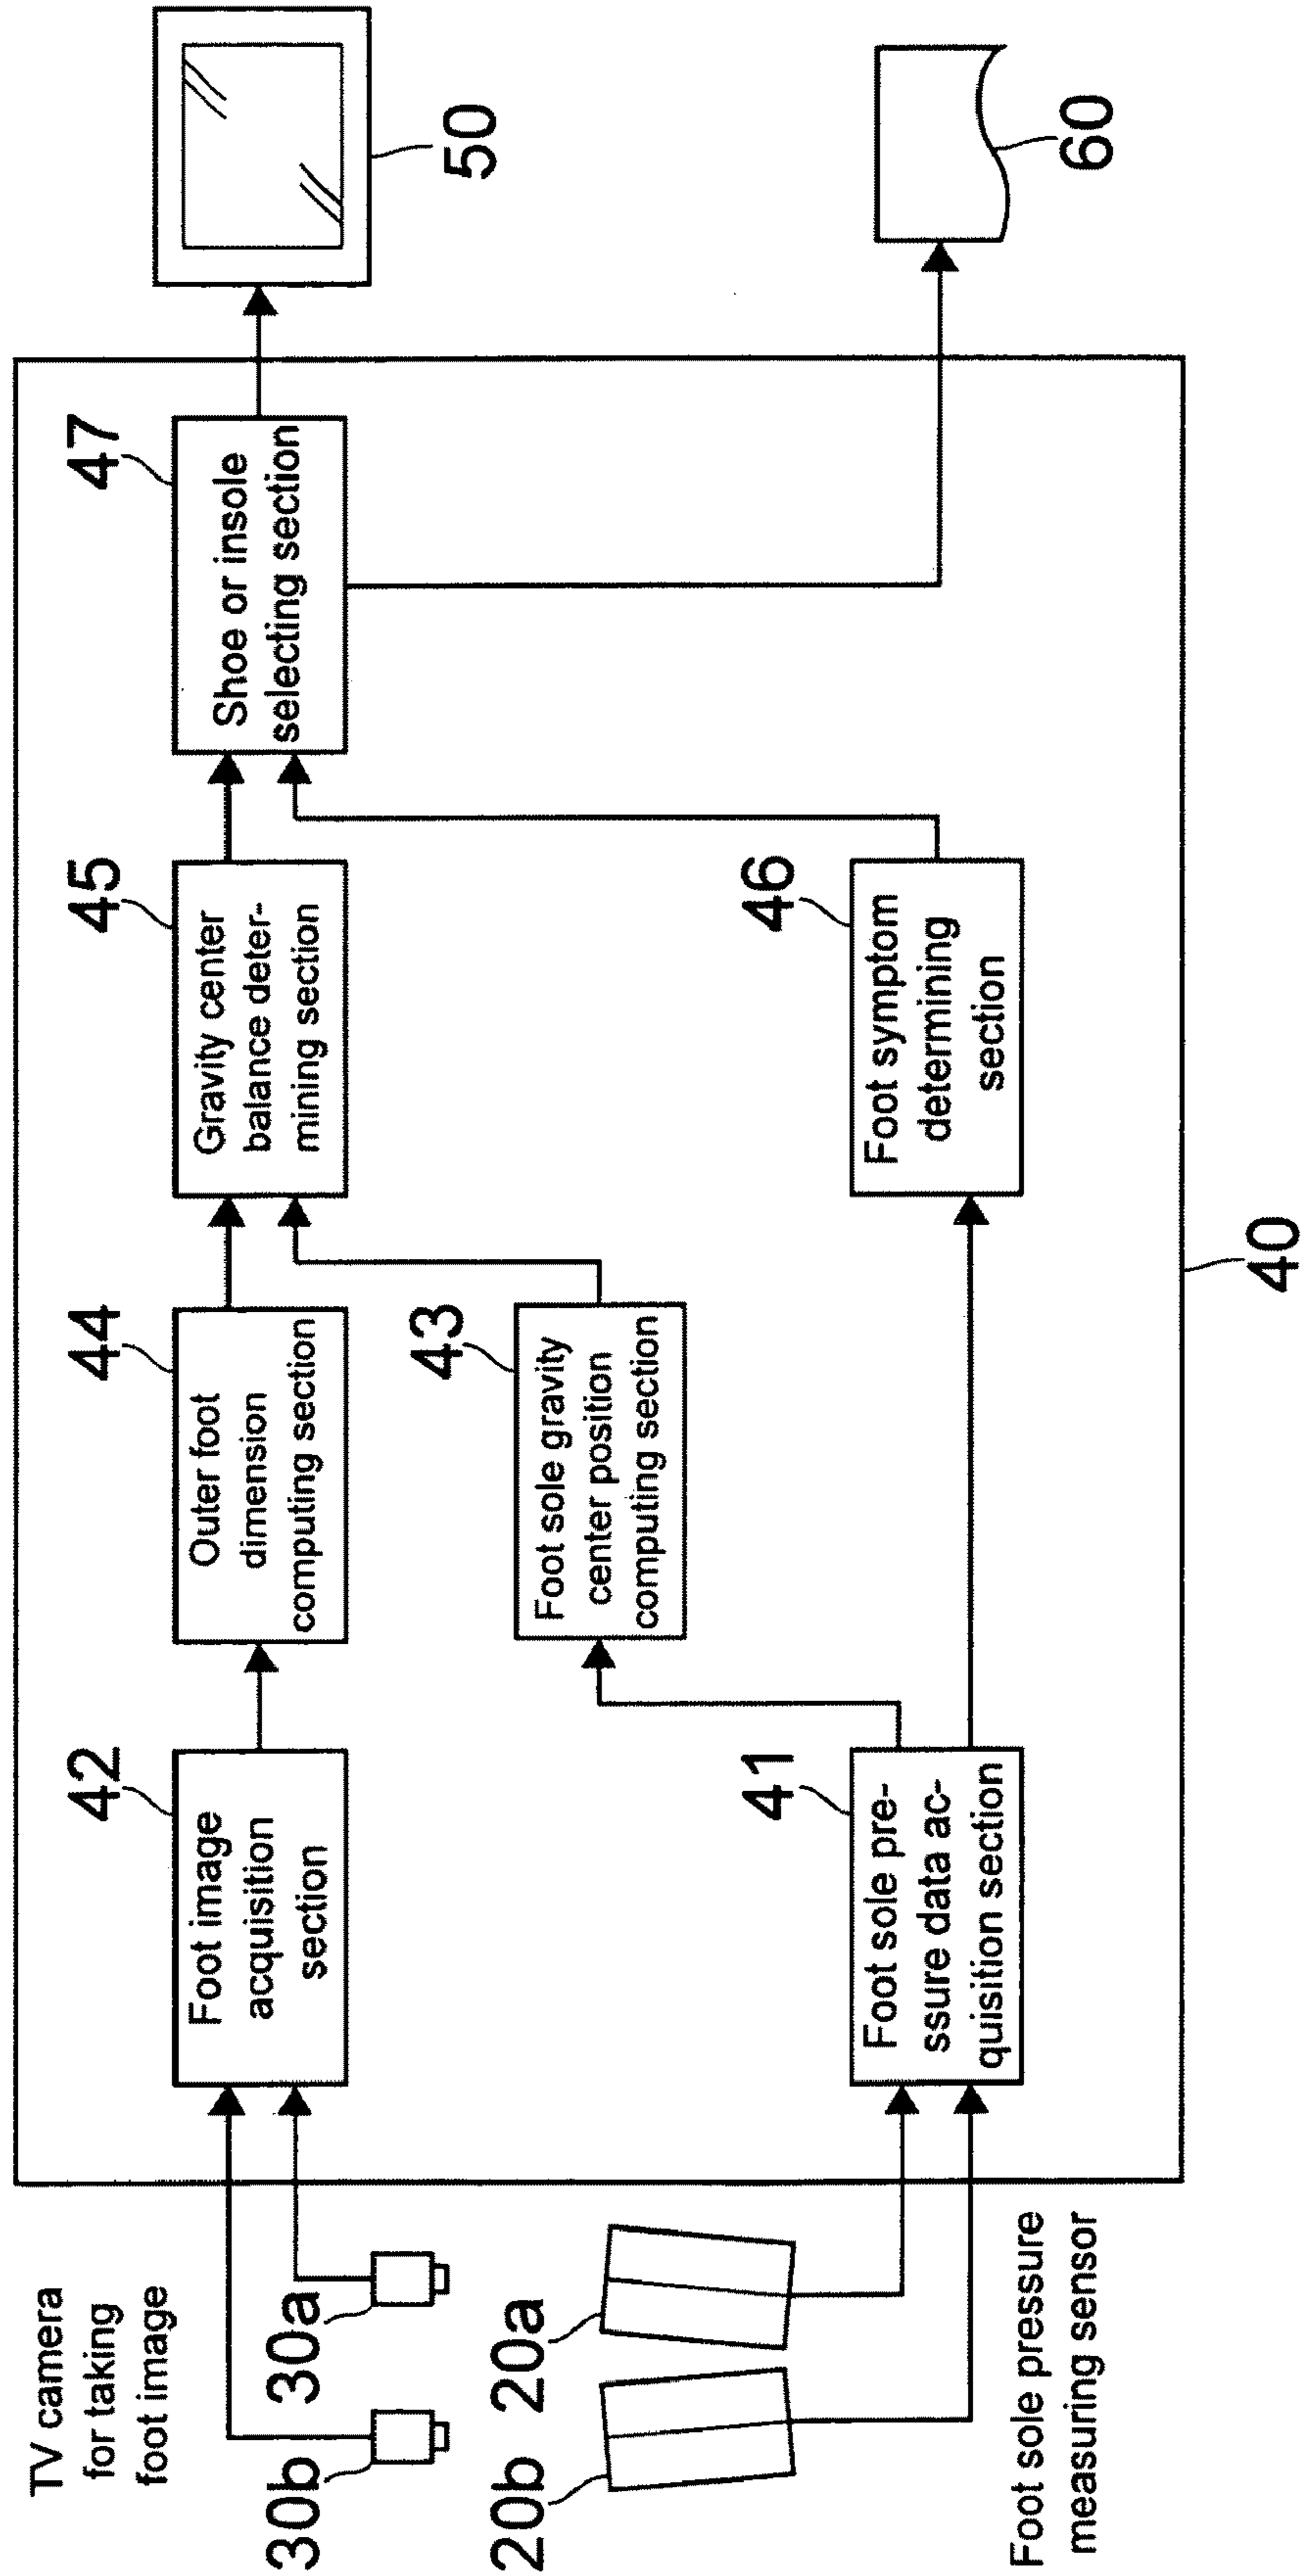 TV camera
for taking
foot image
30b
30a
20b
20a
Foot sole pressure
measuring sensor
42
Foot image
acquisition
section
41
Foot sole pre-
ssure data ac-
quisition section
44
Outer foot
dimension
computing section
43
Foot sole gravity
center position
computing section
45
Gravity center
balance deter-
mining section
46
Foot symptom
determining
section
47
Shoe or insole
selecting section
40
50
60